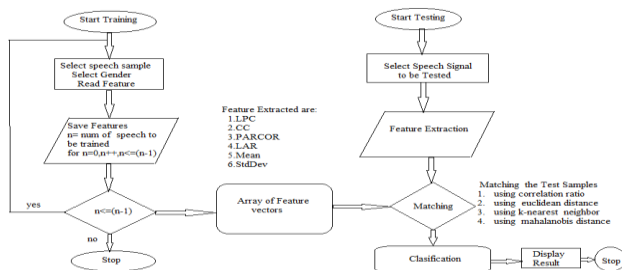 Start Training
Select speech sample
Select Gender
Read Feature
Save Features
n= num of speech to
be trained
for n=0,n++,n<=(n-1)
yes
n<=(n-1)
no
Stop
Feature Extracted are:
1.LPC
2.CC
3.PARCOR
4.LAR
5.Mean
6.StdDev
Array of Feature
vectors
Start Testing
Select Speech Signal
to be Tested
Feature Extraction
Matching
Matching the Test Samples
1. using correlation ratio
2. using euclidean distance
3. using k-nearest neighbor
4. using mahalanobis distance
Clasification
Display
Result
Stop